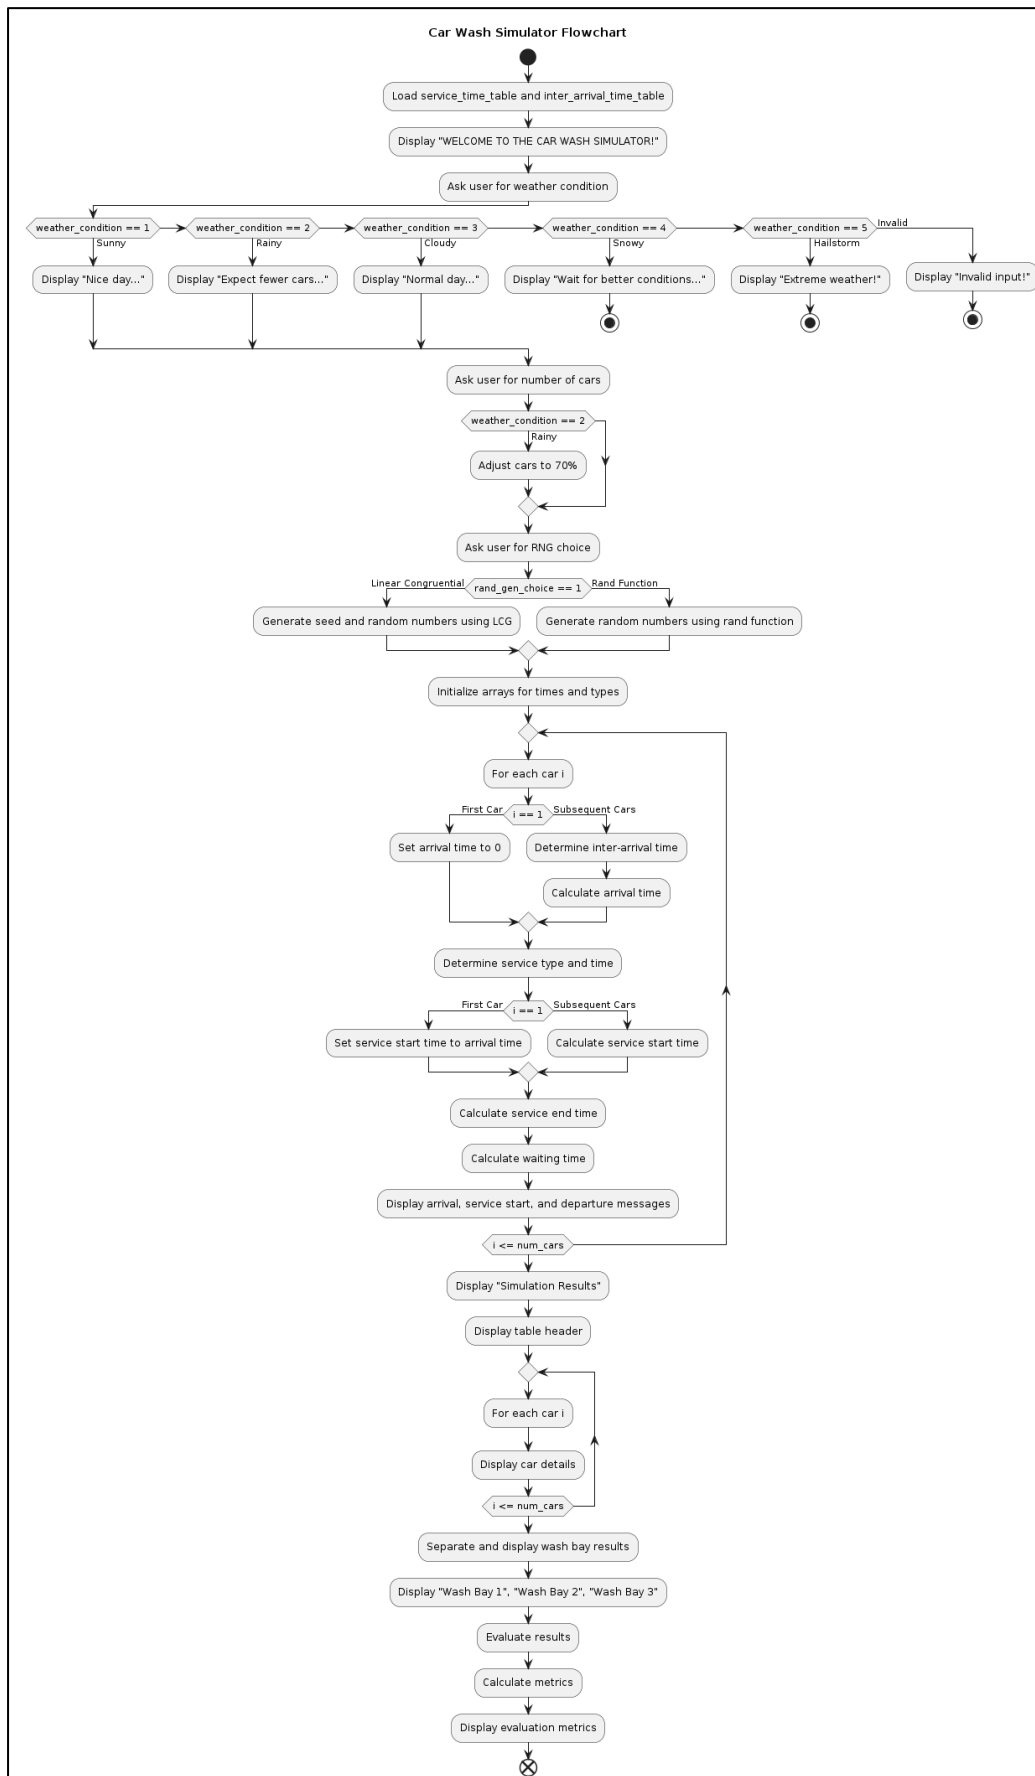 Car Wash Simulator Flowchart
Load service_time_table and inter_arrival_time_table
Display "WELCOME TO THE CAR WASH SIMULATOR!"
Ask user for weather condition
weather_condition == 1
Sunny
Display "Nice day..."
weather_condition == 2
Rainy
Display "Expect fewer cars..."
weather_condition == 3
Cloudy
Display "Normal day..."
weather_condition == 4
Snowy
Display "Wait for better conditions..."
weather_condition == 5
Hailstorm
Display "Extreme weather!"
Invalid
Display "Invalid input!"
Ask user for number of cars
weather_condition == 2
Rainy
Adjust cars to 70%
Ask user for RNG choice
rand_gen_choice == 1
Linear Congruential
Generate seed and random numbers using LCG
Rand Function
Generate random numbers using rand function
Initialize arrays for times and types
For each car i
i == 1
First Car
Set arrival time to 0
Subsequent Cars
Determine inter-arrival time
Calculate arrival time
Determine service type and time
i == 1
First Car
Set service start time to arrival time
Subsequent Cars
Calculate service start time
Calculate service end time
Calculate waiting time
Display arrival, service start, and departure messages
i <= num_cars
Display "Simulation Results"
Display table header
For each car i
Display car details
i <= num_cars
Separate and display wash bay results
Display "Wash Bay 1", "Wash Bay 2", "Wash Bay 3"
Evaluate results
Calculate metrics
Display evaluation metrics